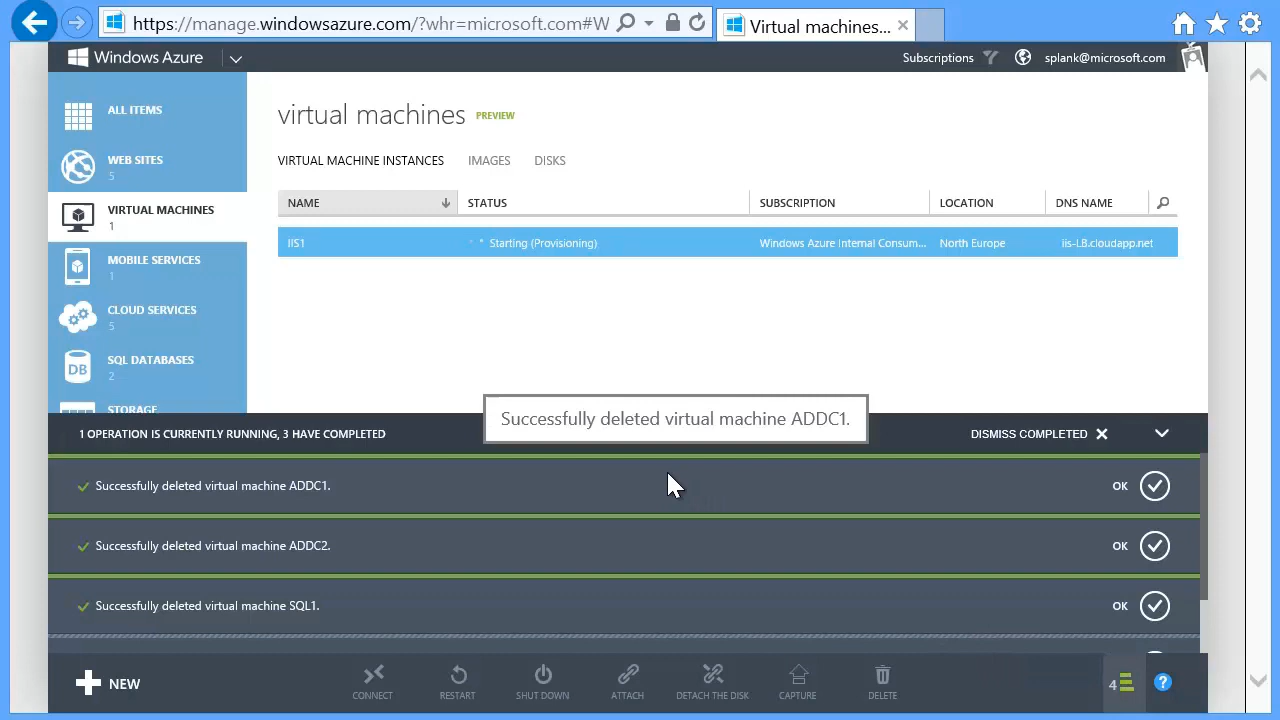 https://manage.windowsazure.com/?whr=microsoft.com#W
Virtual machines...
Windows Azure
Subscriptions
splank@microsoft.com
ALL ITEMS
WEB SITES
5
VIRTUAL MACHINES
1
MOBILE SERVICES
1
CLOUD SERVICES
5
SQL DATABASES
2
DB
STORAGE
virtual machines PREVIEW
VIRTUAL MACHINE INSTANCES IMAGES DISKS
NAME STATUS SUBSCRIPTION LOCATION DNS NAME
IIS1 Starting (Provisioning) Windows Azure Internal Consum... North Europe iis-LB.cloudapp.net
Successfully deleted virtual machine ADDC1.
1 OPERATION IS CURRENTLY RUNNING, 3 HAVE COMPLETED DISMISS COMPLETED
Successfully deleted virtual machine ADDC1. OK
Successfully deleted virtual machine ADDC2. OK
Successfully deleted virtual machine SQL1. OK
NEW CONNECT RESTART SHUT DOWN ATTACH DETACH THE DISK CAPTURE DELETE 4 ?